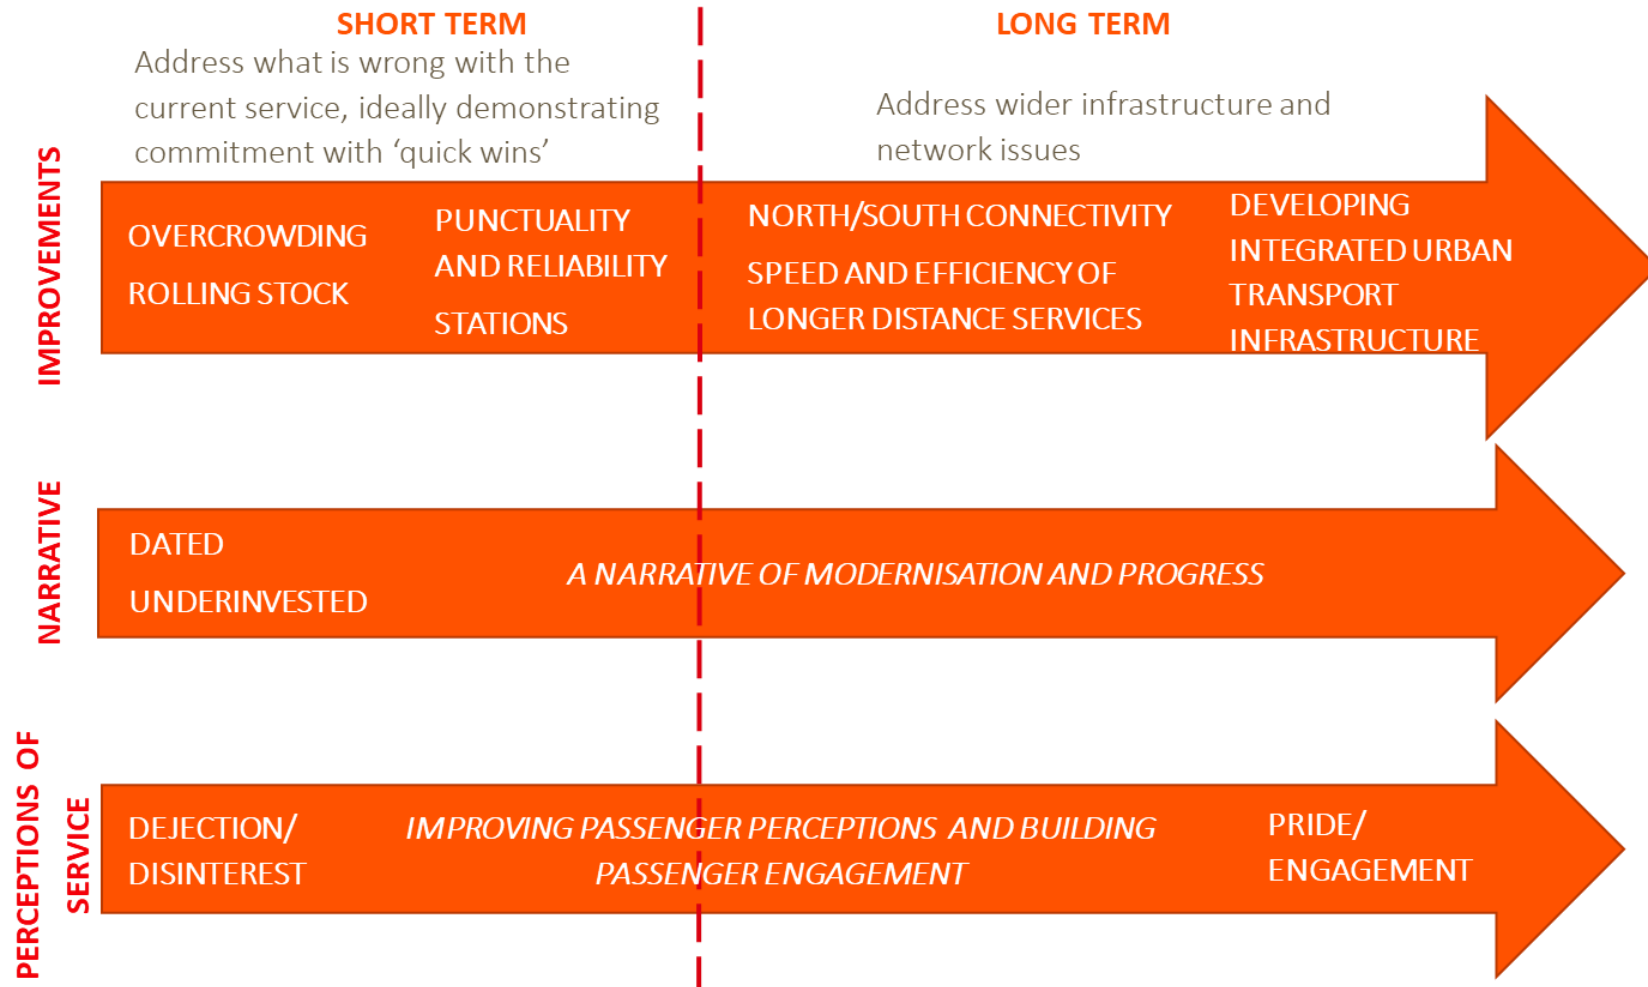 SHORT TERM
Address what is wrong with the
current service, ideally demonstrating
commitment with ‘quick wins’
LONG TERM
Address wider infrastructure and
network issues
IMPROVEMENTS
OVERCROWDING
ROLLING STOCK
PUNCTUALITY
AND RELIABILITY
STATIONS
NORTH/SOUTH CONNECTIVITY
SPEED AND EFFICIENCY OF
LONGER DISTANCE SERVICES
DEVELOPING
INTEGRATED URBAN
TRANSPORT
INFRASTRUCTURE
NARRATIVE
DATED
UNDERINVESTED
A NARRATIVE OF MODERNISATION AND PROGRESS
PERCEPTIONS OF
SERVICE
DEJECTION/
DISINTEREST
IMPROVING PASSENGER PERCEPTIONS AND BUILDING
PASSENGER ENGAGEMENT
PRIDE/
ENGAGEMENT